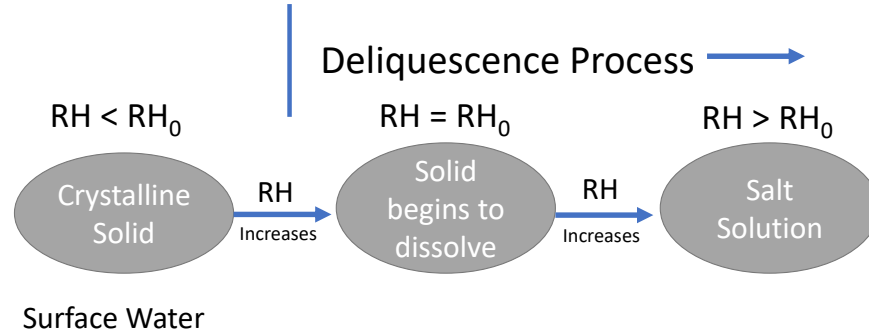 Deliquescence Process
RH < RH₀
RH = RH₀
RH > RH₀
Crystalline
Solid
RH
Increases
Solid
begins to
dissolve
RH
Increases
Salt
Solution
Surface Water